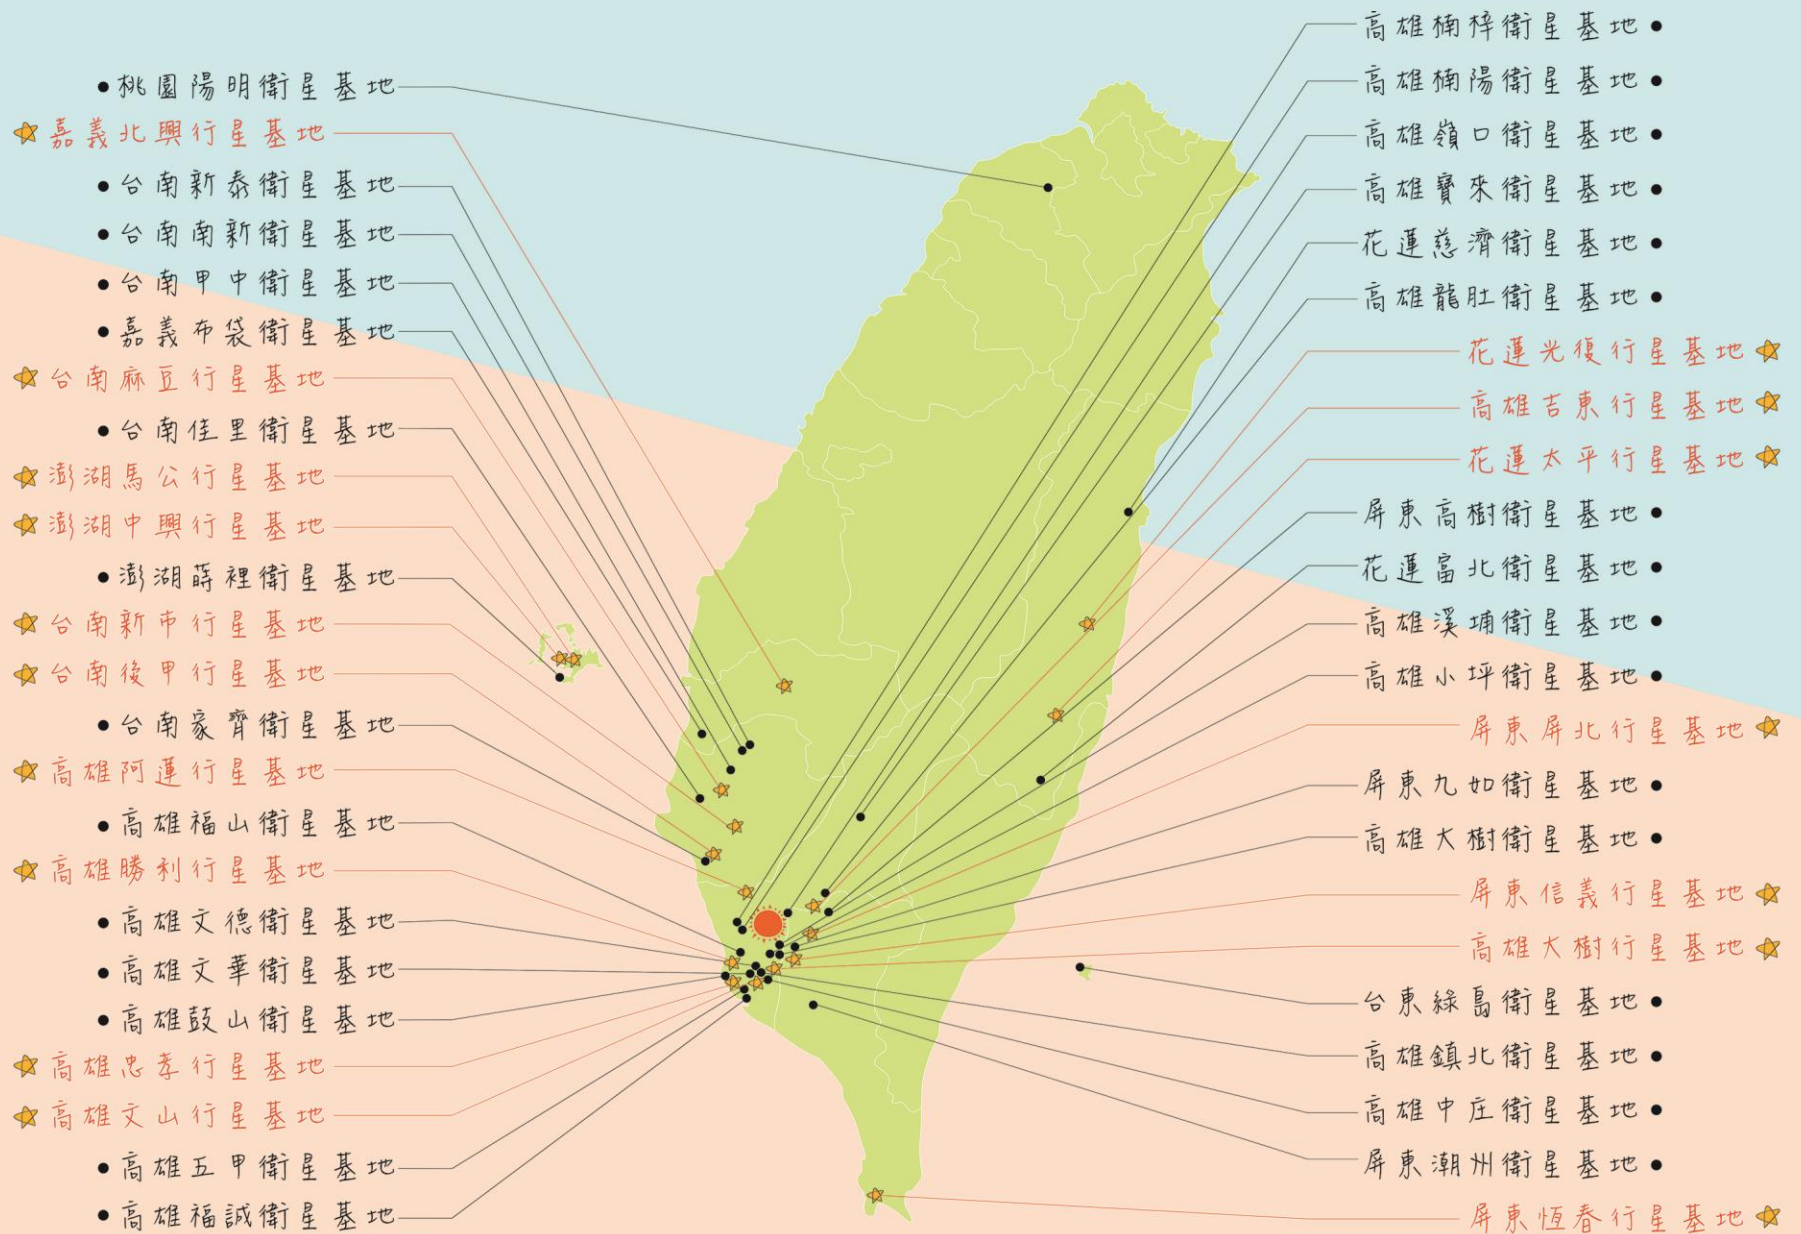 桃園陽明衛星基地
嘉義北興行星基地
台南新泰衛星基地
台南南新衛星基地
台南甲中衛星基地
嘉義布袋衛星基地
台南麻豆行星基地
台南佳里衛星基地
澎湖馬公行星基地
澎湖中興行星基地
澎湖蒔裡衛星基地
台南新市行星基地
台南後甲行星基地
台南家齊衛星基地
高雄阿蓮行星基地
高雄福山衛星基地
高雄勝利行星基地
高雄文德衛星基地
高雄文華衛星基地
高雄鼓山衛星基地
高雄忠孝行星基地
高雄文山行星基地
高雄五甲衛星基地
高雄福誠衛星基地
高雄楠梓衛星基地
高雄楠陽衛星基地
高雄嶺口衛星基地
高雄寶來衛星基地
花蓮慈濟衛星基地
高雄龍肚衛星基地
花蓮光復行星基地
高雄吉東行星基地
花蓮太平行星基地
屏東高樹衛星基地
花蓮富北衛星基地
高雄溪埔衛星基地
高雄小坪衛星基地
屏東屏北行星基地
屏東九如衛星基地
高雄大樹衛星基地
屏東信義行星基地
高雄大樹行星基地
台東綠島衛星基地
高雄鎮北衛星基地
高雄中庄衛星基地
屏東潮州衛星基地
屏東恆春行星基地